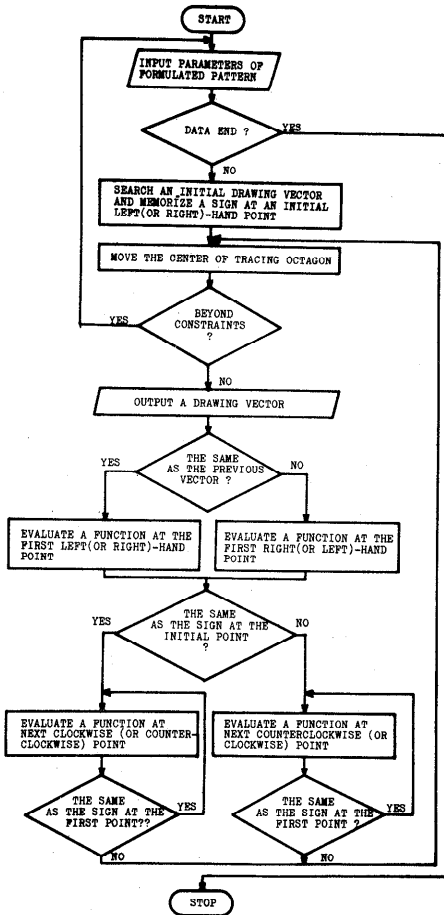 START
INPUT PARAMETERS OF
FORMULATED PATTERN
DATA END ?
YES
NO
SEARCH AN INITIAL DRAWING VECTOR
AND MEMORIZE A SIGN AT AN INITIAL
LEFT(OR RIGHT)-HAND POINT
MOVE THE CENTER OF TRACING OCTAGON
BEYOND
CONSTRAINTS
?
YES
NO
OUTPUT A DRAWING VECTOR
THE SAME
AS THE PREVIOUS
VECTOR ?
YES
NO
EVALUATE A FUNCTION AT THE
FIRST LEFT(OR RIGHT)-HAND
POINT
EVALUATE A FUNCTION AT THE
FIRST RIGHT(OR LEFT)-HAND
POINT
THE SAME
AS THE SIGN AT THE
INITIAL POINT
?
YES
NO
EVALUATE A FUNCTION AT
NEXT CLOCKWISE (OR COUNTER-
CLOCKWISE) POINT
EVALUATE A FUNCTION AT
NEXT COUNTERCLOCKWISE (OR
CLOCKWISE) POINT
THE SAME
AS THE SIGN AT THE
FIRST POINT??
YES
NO
THE SAME
AS THE SIGN AT THE
FIRST POINT ?
YES
NO
STOP